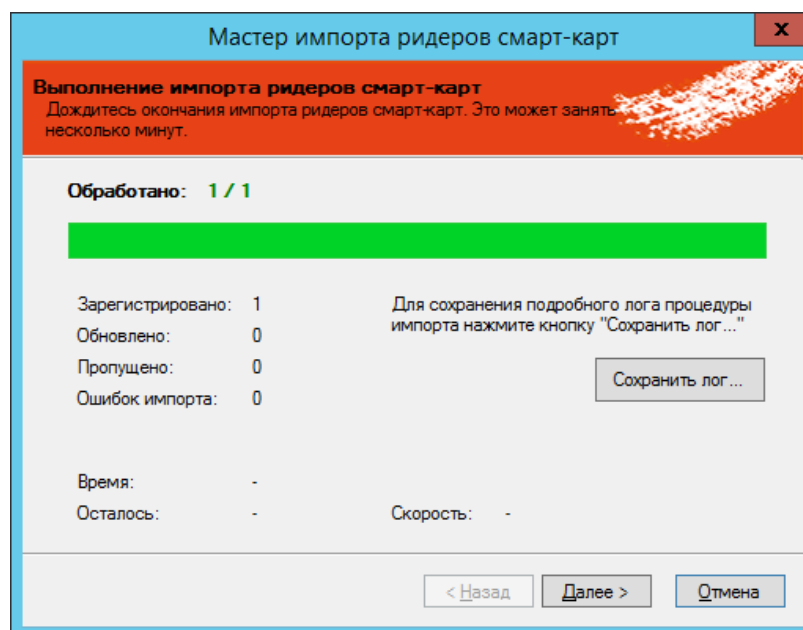 Мастер импорта ридеров смарт-карт
x
Выполнение импорта ридеров смарт-карт
Дождитесь окончания импорта ридеров смарт-карт. Это может занять
несколько минут.
Обработано: 1 / 1
Зарегистрировано: 1
Обновлено: 0
Пропущено: 0
Ошибок импорта: 0
Для сохранения подробного лога процедуры
импорта нажмите кнопку "Сохранить лог..."
Сохранить лог...
Время: -
Осталось: -
Скорость: -
< Назад
Далее >
Отмена